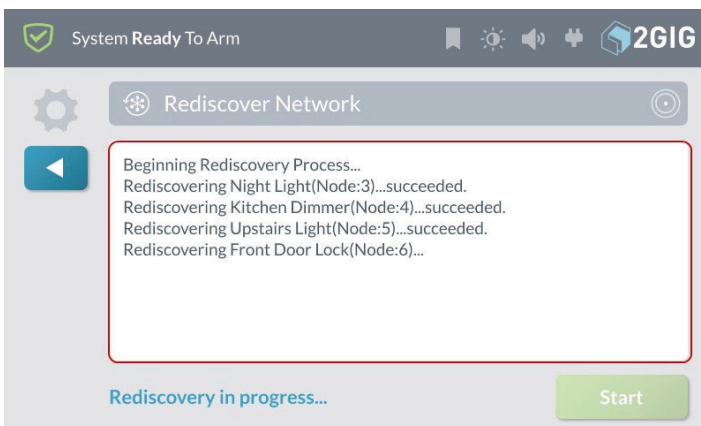 System Ready To Arm
2GIG
Rediscover Network
Beginning Rediscovery Process...
Rediscovering Night Light(Node:3)...succeeded.
Rediscovering Kitchen Dimmer(Node:4)...succeeded.
Rediscovering Upstairs Light(Node:5)...succeeded.
Rediscovering Front Door Lock(Node:6)...
Rediscovery in progress...
Start